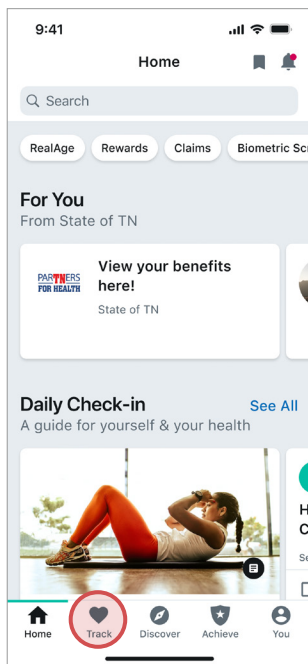 9:41
Home
Search
RealAge Rewards Claims Biometric
For You
From State of TN
PARTNERS
FOR HEALTH
View your benefits
here!
State of TN
Daily Check-in See All
A guide for yourself & your health
Home Track Discover Achieve You